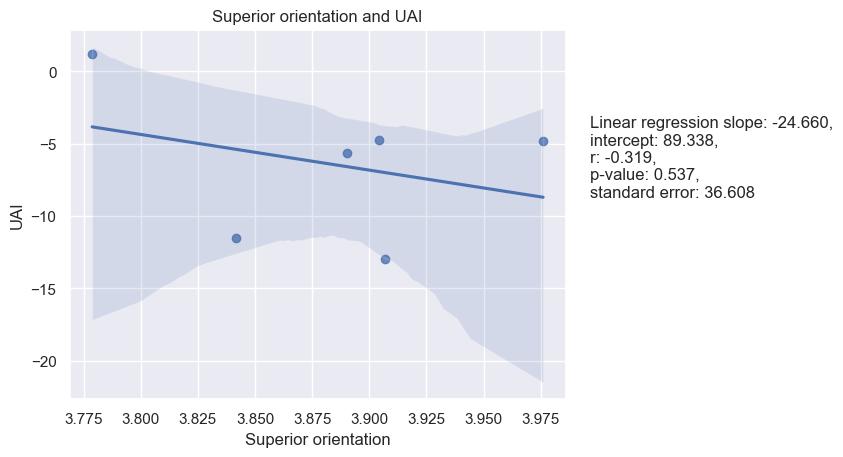 Superior orientation and UAI
UAI
0
−5
−10
−15
−20
3.775 3.800 3.825 3.850 3.875 3.900 3.925 3.950 3.975
Superior orientation
Linear regression slope: -24.660,
intercept: 89.338,
r: -0.319,
p-value: 0.537,
standard error: 36.608